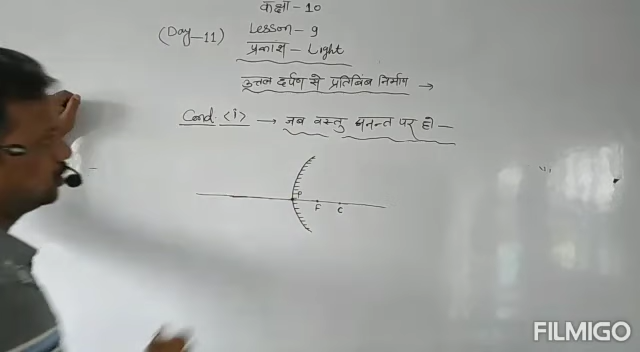 कक्षा - 10
(Day-11) Lesson - 9
प्रकाश - Light
उत्तल दर्पण से प्रतिबिंब निर्माण →
Cond <i> → जब वस्तु अनन्त पर हो —
P
F C
FILMIGO